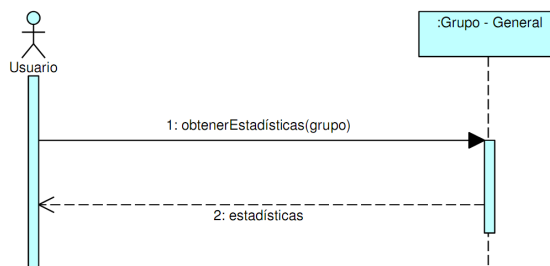 :Grupo - General
Usuario
1: obtenerEstadísticas(grupo)
2: estadísticas